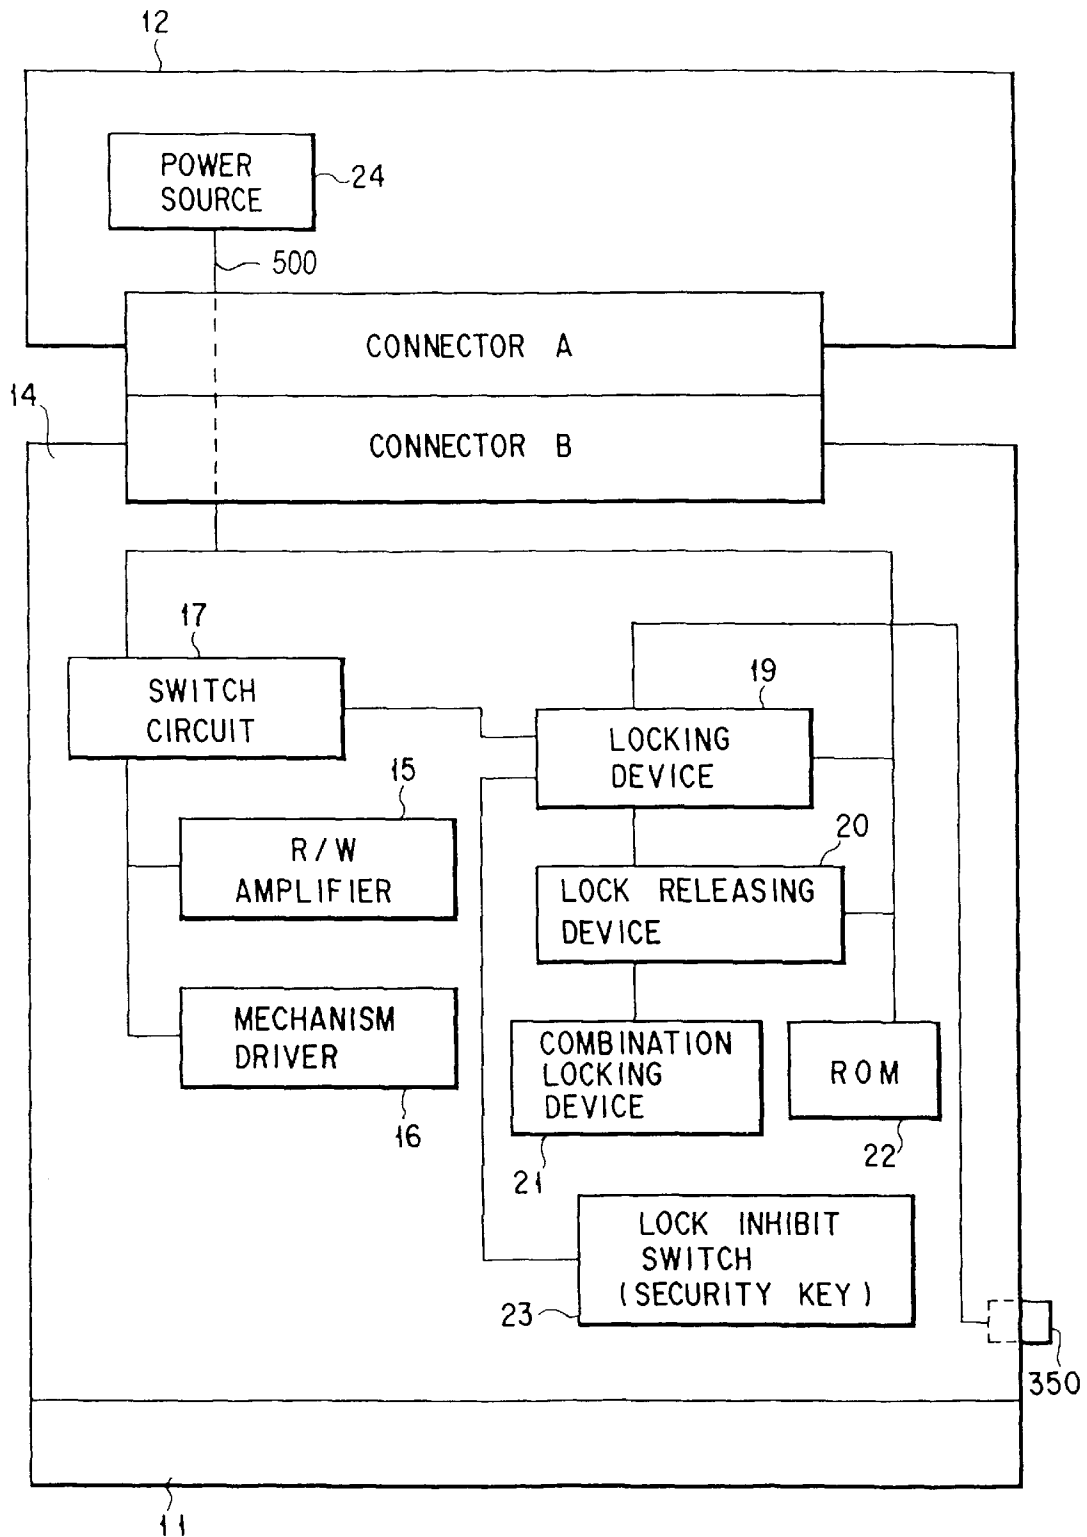 12
POWER
SOURCE
24
500
CONNECTOR A
14
CONNECTOR B
17
SWITCH
CIRCUIT
19
LOCKING
DEVICE
15
R/W
AMPLIFIER
20
LOCK RELEASING
DEVICE
MECHANISM
DRIVER
16
COMBINATION
LOCKING
DEVICE
21
ROM
22
LOCK INHIBIT
SWITCH
(SECURITY KEY)
23
350
11